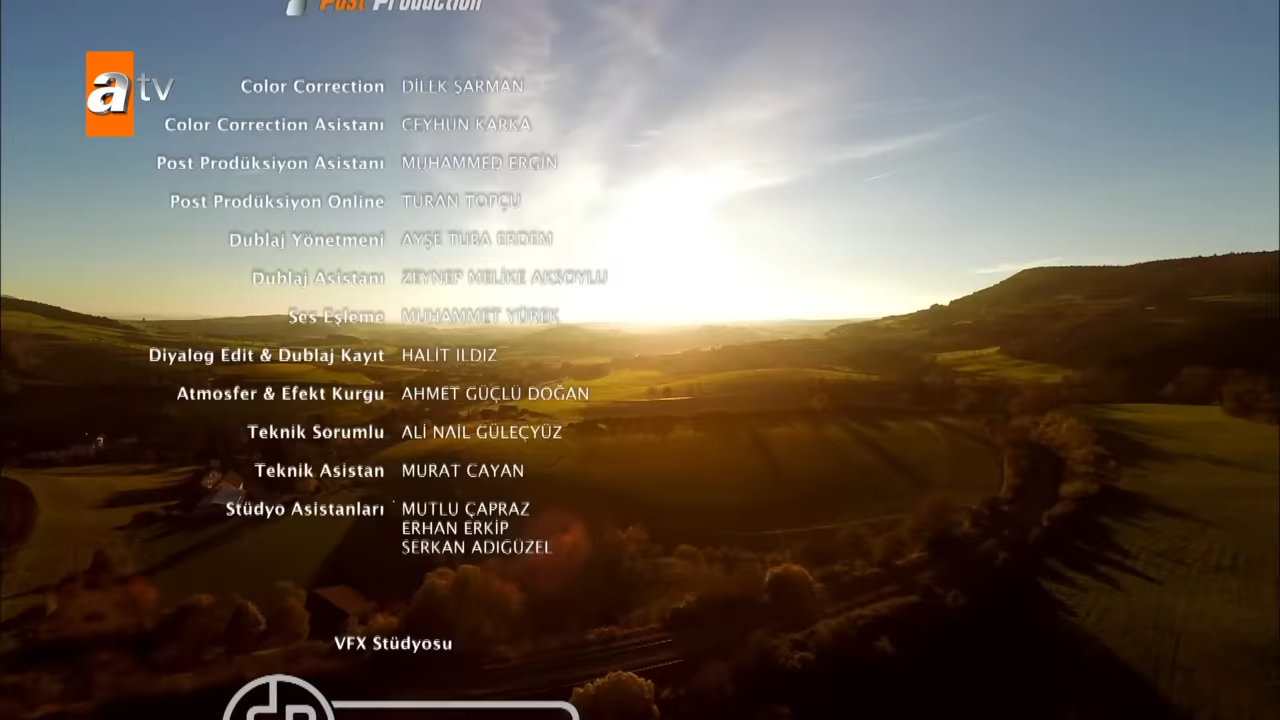 Post Production
atv
Color Correction DİLEK SARMAN
Color Correction Asistanı CEYHUN KARKA
Post Prodüksiyon Asistanı MUHAMMED ERGİN
Post Prodüksiyon Online TURAN TOPÇU
Dublaj Yönetmeni AYŞE TUBA ERDEM
Dublaj Asistanı ZEYNEP MELİKE AKSOYLU
Ses Eşleme MUHAMMET YÜREK
Diyalog Edit & Dublaj Kayıt HALİT ILDIZ
Atmosfer & Efekt Kurgu AHMET GÜÇLÜ DOĞAN
Teknik Sorumlu ALİ NAİL GÜLEÇYÜZ
Teknik Asistan MURAT CAYAN
Stüdyo Asistanları MUTLU ÇAPRAZ
ERHAN ERKİP
SERKAN ADIGÜZEL
VFX Stüdyosu